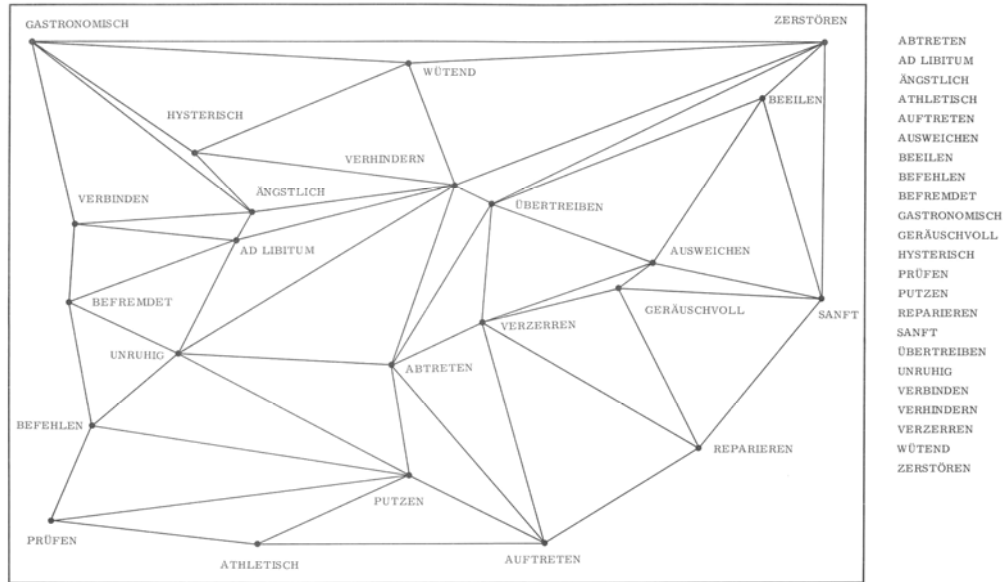 GASTRONOMISCH
ZERSTÖREN
WÜTEND
BEEILEN
HYSTERISCH
VERHINDERN
ÄNGSTLICH
VERBINDEN
ÜBERTREIBEN
AD LIBITUM
AUSWEICHEN
BEFREMDET
GERÄUSCHVOLL
SANFT
VERZERREN
UNRUHIG
ABTRETEN
BEFEHLEN
REPARIEREN
PUTZEN
PRÜFEN
ATHLETISCH
AUFTRETEN
ABTRETEN
AD LIBITUM
ÄNGSTLICH
ATHLETISCH
AUFTRETEN
AUSWEICHEN
BEEILEN
BEFEHLEN
BEFREMDET
GASTRONOMISCH
GERÄUSCHVOLL
HYSTERISCH
PRÜFEN
PUTZEN
REPARIEREN
SANFT
ÜBERTREIBEN
UNRUHIG
VERBINDEN
VERHINDERN
VERZERREN
WÜTEND
ZERSTÖREN